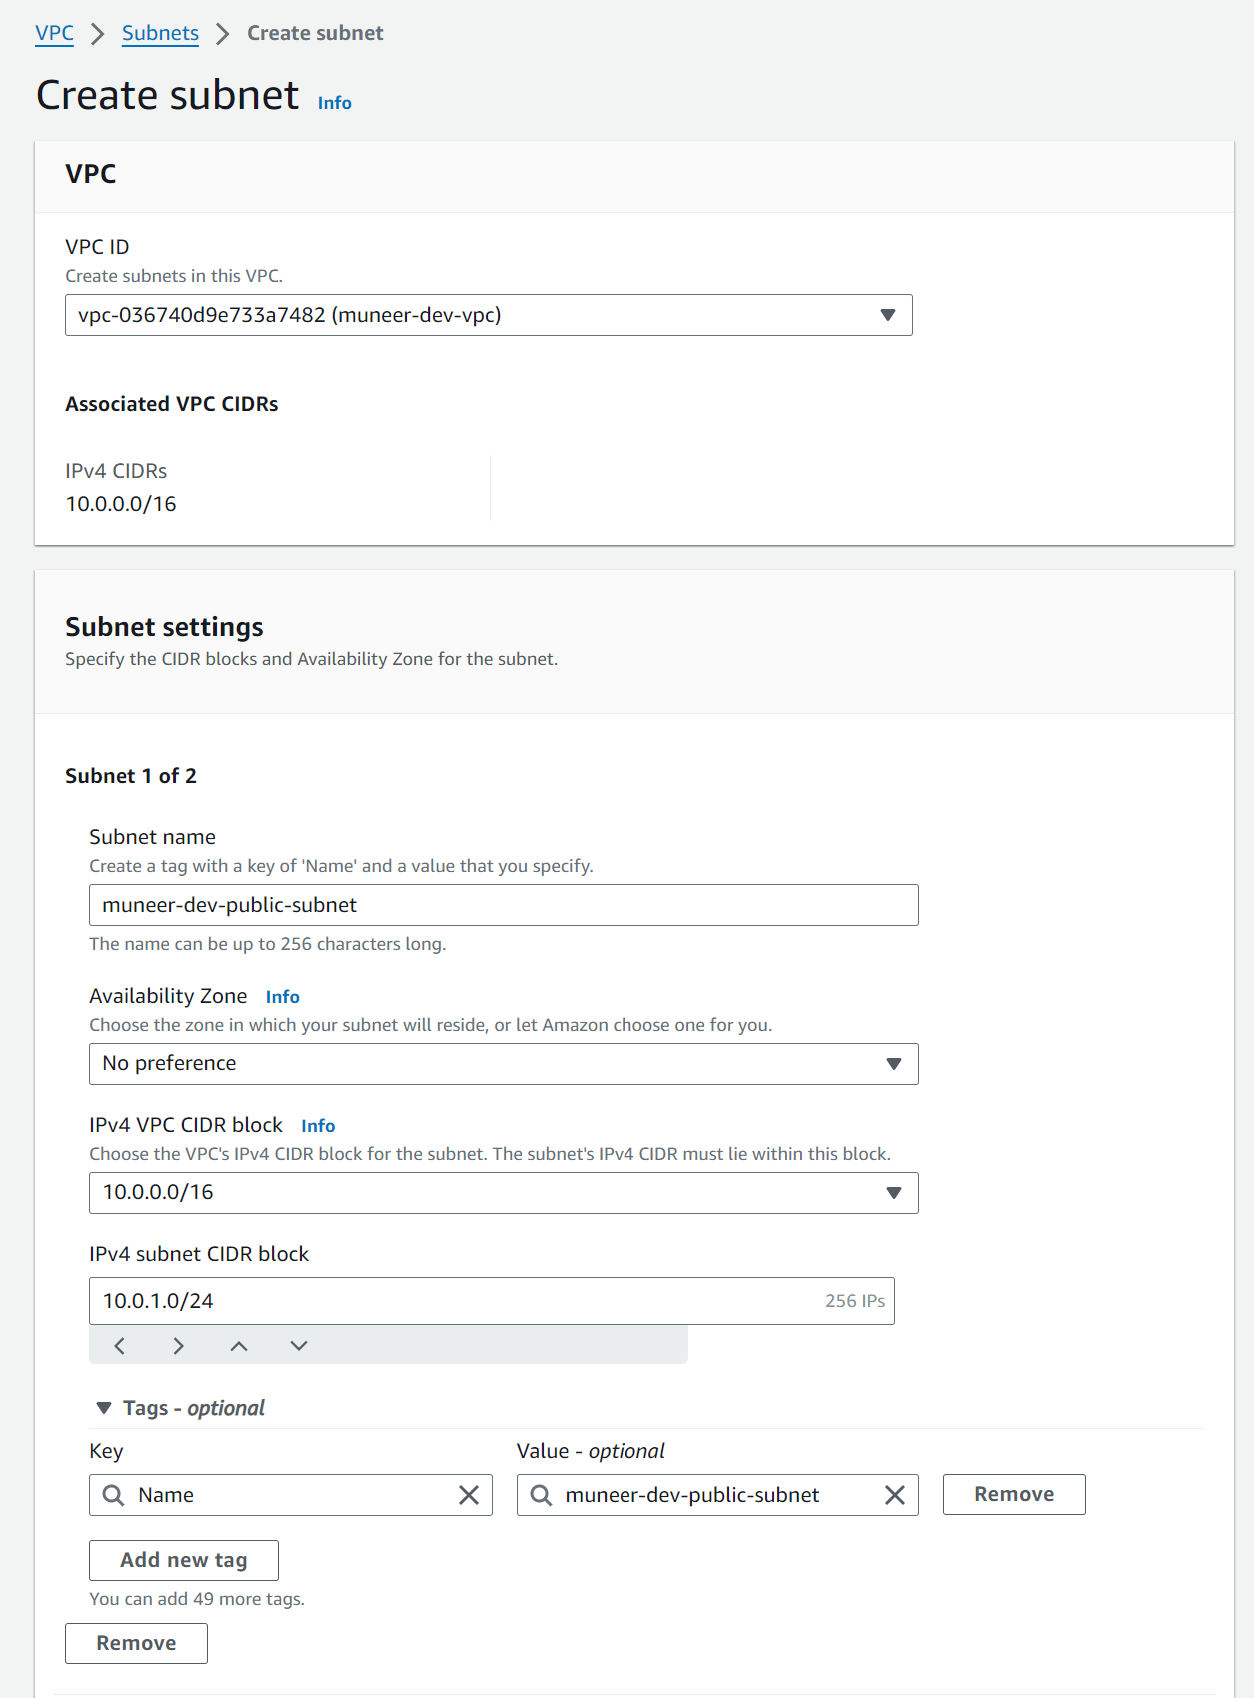 VPC > Subnets > Create subnet
Create subnet Info
VPC
VPC ID
Create subnets in this VPC.
vpc-036740d9e733a7482 (muneer-dev-vpc)
Associated VPC CIDRs
IPv4 CIDRs
10.0.0.0/16
Subnet settings
Specify the CIDR blocks and Availability Zone for the subnet.
Subnet 1 of 2
Subnet name
Create a tag with a key of 'Name' and a value that you specify.
muneer-dev-public-subnet
The name can be up to 256 characters long.
Availability Zone Info
Choose the zone in which your subnet will reside, or let Amazon choose one for you.
No preference
IPv4 VPC CIDR block Info
Choose the VPC's IPv4 CIDR block for the subnet. The subnet's IPv4 CIDR must lie within this block.
10.0.0.0/16
IPv4 subnet CIDR block
10.0.1.0/24 256 IPs
Tags - optional
Key Value - optional
Name muneer-dev-public-subnet Remove
Add new tag
You can add 49 more tags.
Remove